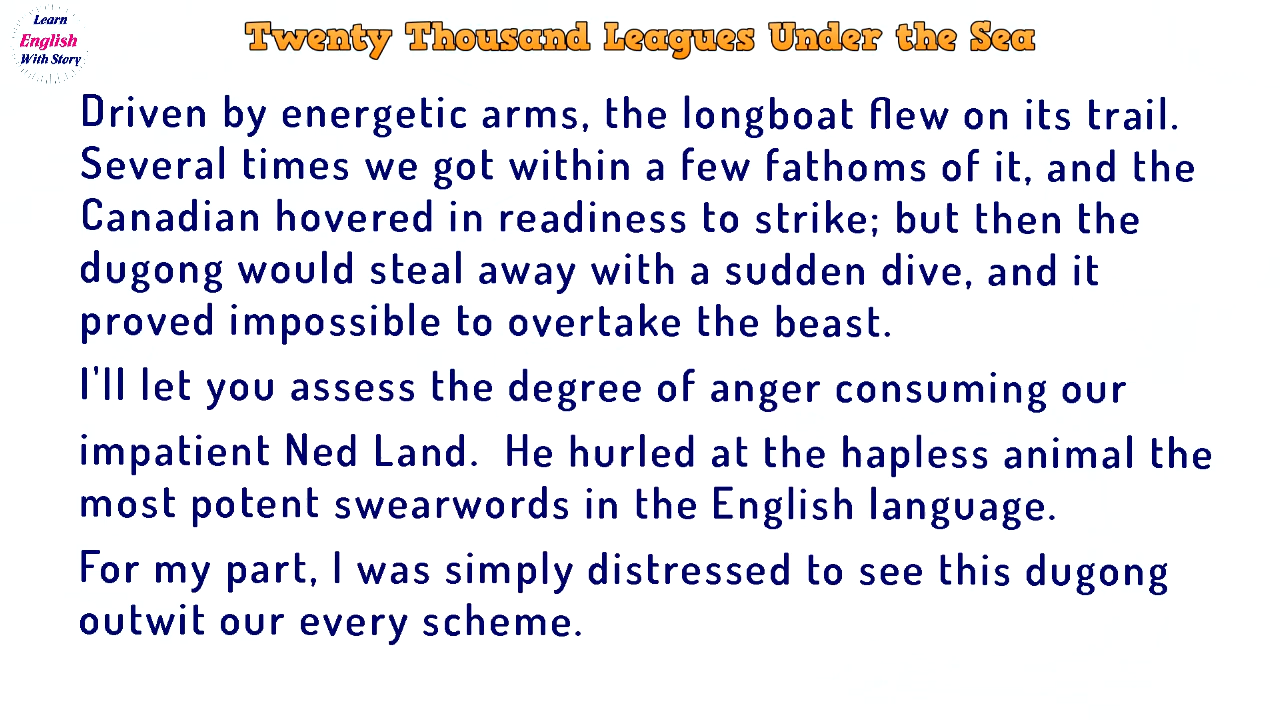 Learn
English
With Story
Twenty Thousand Leagues Under the Sea
Driven by energetic arms, the longboat flew on its trail.
Several times we got within a few fathoms of it, and the
Canadian hovered in readiness to strike; but then the
dugong would steal away with a sudden dive, and it
proved impossible to overtake the beast.
I'll let you assess the degree of anger consuming our
impatient Ned Land.  He hurled at the hapless animal the
most potent swearwords in the English language.
For my part, I was simply distressed to see this dugong
outwit our every scheme.